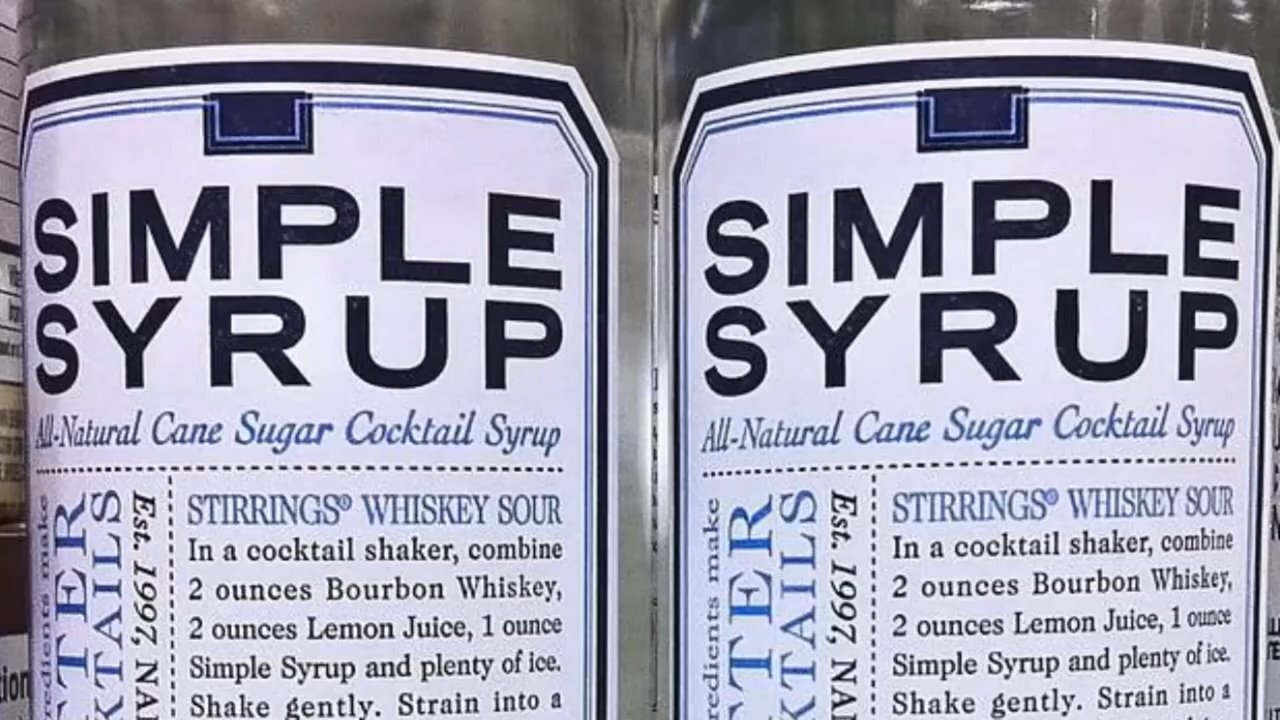 SIMPLE
SYRUP
All-Natural Cane Sugar Cocktail Syrup
STIRRINGS® WHISKEY SOUR
In a cocktail shaker, combine
2 ounces Bourbon Whiskey,
2 ounces Lemon Juice, 1 ounce
Simple Syrup and plenty of ice.
Shake gently. Strain into a
make
Est. 1997,
SIMPLE
SYRUP
All-Natural Cane Sugar Cocktail Syrup
STIRRINGS® WHISKEY SOUR
In a cocktail shaker, combine
2 ounces Bourbon Whiskey,
2 ounces Lemon Juice, 1 ounce
Simple Syrup and plenty of ice.
Shake gently. Strain into a
make
Est. 1997,